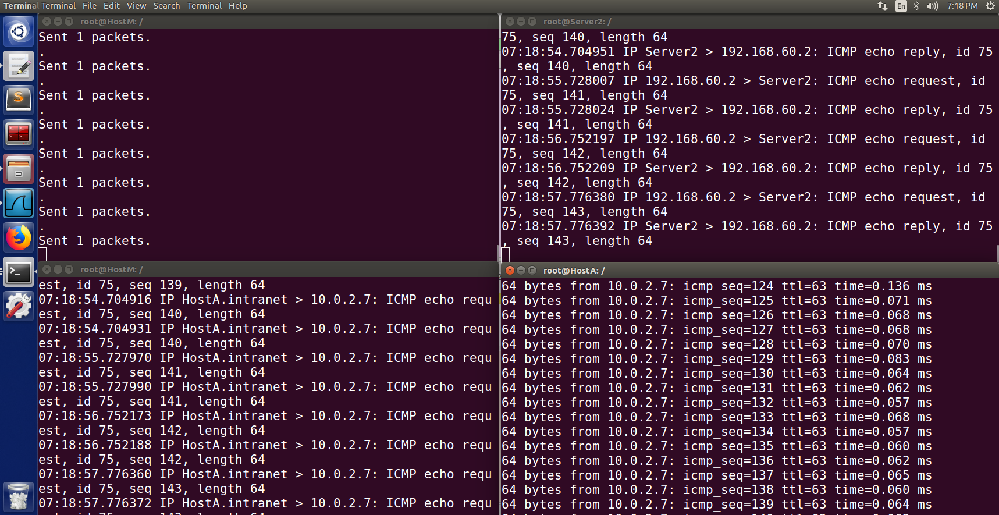 Terminal Terminal File Edit View Search Terminal Help En 7:18 PM
root@HostM: /
Sent 1 packets.
.
Sent 1 packets.
.
Sent 1 packets.
.
Sent 1 packets.
.
Sent 1 packets.
.
Sent 1 packets.
.
Sent 1 packets.
.
Sent 1 packets.
root@Server2: /
75, seq 140, length 64
07:18:54.704951 IP Server2 > 192.168.60.2: ICMP echo reply, id 75
, seq 140, length 64
07:18:55.728007 IP 192.168.60.2 > Server2: ICMP echo request, id
75, seq 141, length 64
07:18:55.728024 IP Server2 > 192.168.60.2: ICMP echo reply, id 75
, seq 141, length 64
07:18:56.752197 IP 192.168.60.2 > Server2: ICMP echo request, id
75, seq 142, length 64
07:18:56.752209 IP Server2 > 192.168.60.2: ICMP echo reply, id 75
, seq 142, length 64
07:18:57.776380 IP 192.168.60.2 > Server2: ICMP echo request, id
75, seq 143, length 64
07:18:57.776392 IP Server2 > 192.168.60.2: ICMP echo reply, id 75
, seq 143, length 64
root@HostM: /
est, id 75, seq 139, length 64
07:18:54.704916 IP HostA.intranet > 10.0.2.7: ICMP echo requ
est, id 75, seq 140, length 64
07:18:54.704931 IP HostA.intranet > 10.0.2.7: ICMP echo requ
est, id 75, seq 140, length 64
07:18:55.727970 IP HostA.intranet > 10.0.2.7: ICMP echo requ
est, id 75, seq 141, length 64
07:18:55.727990 IP HostA.intranet > 10.0.2.7: ICMP echo requ
est, id 75, seq 141, length 64
07:18:56.752173 IP HostA.intranet > 10.0.2.7: ICMP echo requ
est, id 75, seq 142, length 64
07:18:56.752188 IP HostA.intranet > 10.0.2.7: ICMP echo requ
est, id 75, seq 142, length 64
07:18:57.776360 IP HostA.intranet > 10.0.2.7: ICMP echo requ
est, id 75, seq 143, length 64
07:18:57.776372 IP HostA.intranet > 10.0.2.7: ICMP echo requ
est, id 75, seq 143, length 64
root@HostA: /
64 bytes from 10.0.2.7: icmp_seq=124 ttl=63 time=0.136 ms
64 bytes from 10.0.2.7: icmp_seq=125 ttl=63 time=0.071 ms
64 bytes from 10.0.2.7: icmp_seq=126 ttl=63 time=0.068 ms
64 bytes from 10.0.2.7: icmp_seq=127 ttl=63 time=0.068 ms
64 bytes from 10.0.2.7: icmp_seq=128 ttl=63 time=0.070 ms
64 bytes from 10.0.2.7: icmp_seq=129 ttl=63 time=0.083 ms
64 bytes from 10.0.2.7: icmp_seq=130 ttl=63 time=0.064 ms
64 bytes from 10.0.2.7: icmp_seq=131 ttl=63 time=0.062 ms
64 bytes from 10.0.2.7: icmp_seq=132 ttl=63 time=0.057 ms
64 bytes from 10.0.2.7: icmp_seq=133 ttl=63 time=0.068 ms
64 bytes from 10.0.2.7: icmp_seq=134 ttl=63 time=0.057 ms
64 bytes from 10.0.2.7: icmp_seq=135 ttl=63 time=0.060 ms
64 bytes from 10.0.2.7: icmp_seq=136 ttl=63 time=0.062 ms
64 bytes from 10.0.2.7: icmp_seq=137 ttl=63 time=0.065 ms
64 bytes from 10.0.2.7: icmp_seq=138 ttl=63 time=0.060 ms
64 bytes from 10.0.2.7: icmp_seq=139 ttl=63 time=0.064 ms